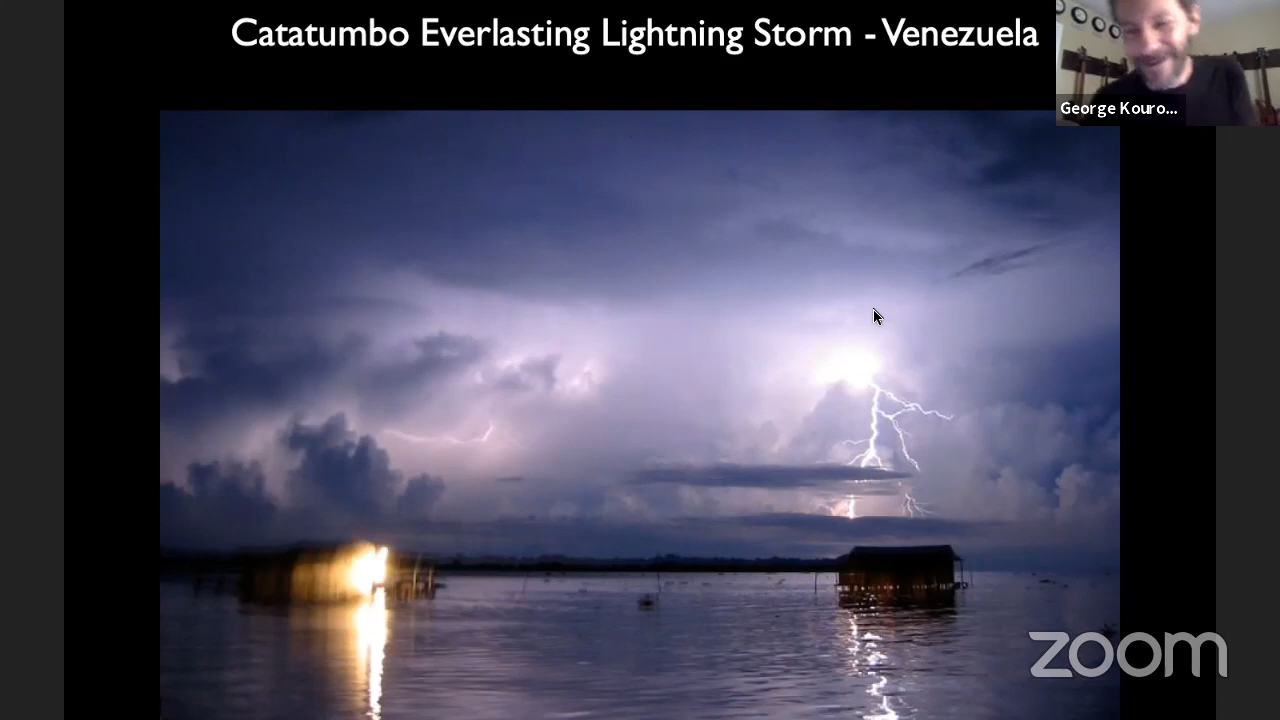 Catatumbo Everlasting Lightning Storm - Venezuela
George Kouro...
zoom